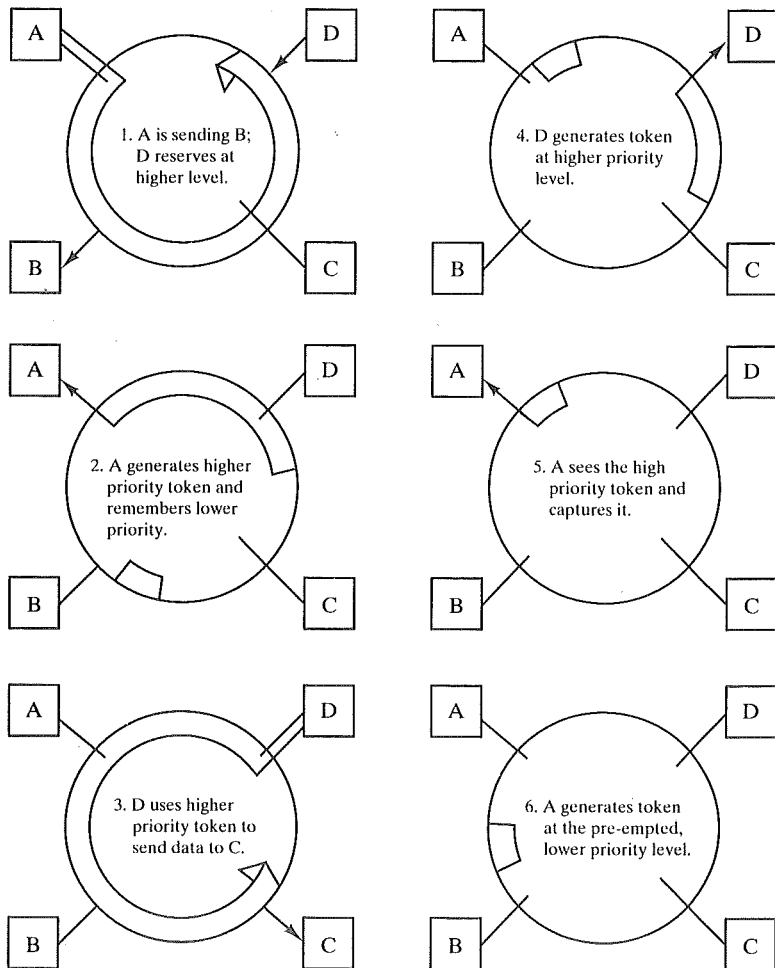 A
D
1. A is sending B;
D reserves at
higher level.
B
C
A
D
2. A generates higher
priority token and
remembers lower
priority.
B
C
A
D
3. D uses higher
priority token to
send data to C.
B
C
A
D
4. D generates token
at higher priority
level.
B
C
A
D
5. A sees the high
priority token and
captures it.
B
C
A
D
6. A generates token
at the pre-empted,
lower priority level.
B
C